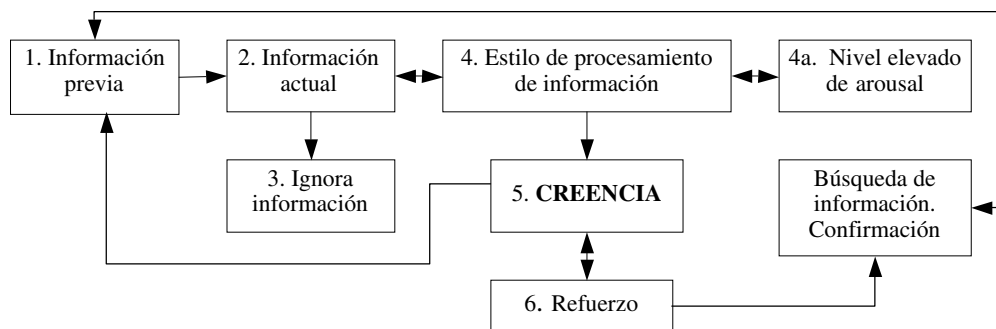 1. Información
previa
2. Información
actual
4. Estilo de procesamiento
de información
4a. Nivel elevado
de arousal
3. Ignora
información
5. CREENCIA
Búsqueda de
información.
Confirmación
6. Refuerzo